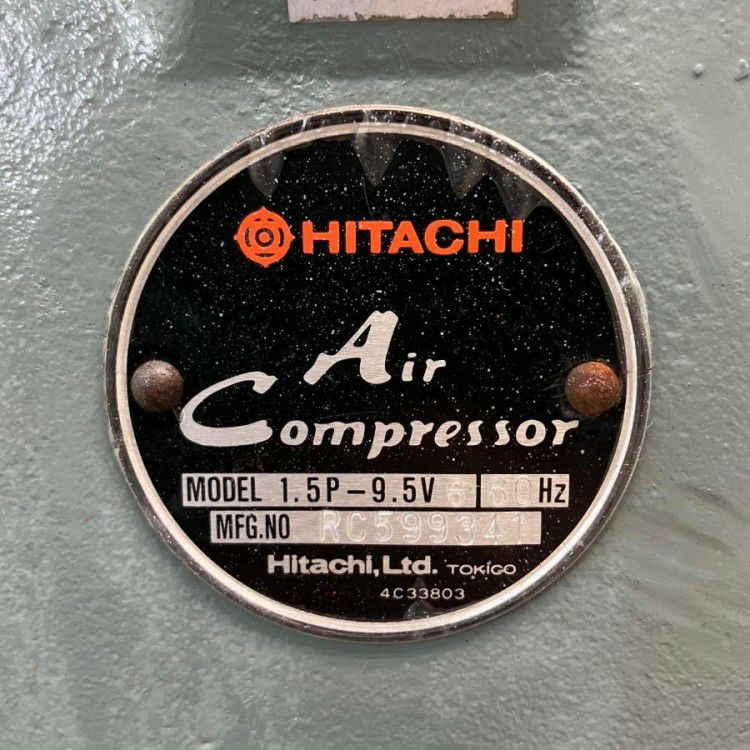 HITACHI
Air
Compressor
MODEL 1.5P-9.5V 6 60 Hz
MFG.NO RC599341
Hitachi, Ltd. TOKICO
4C33803